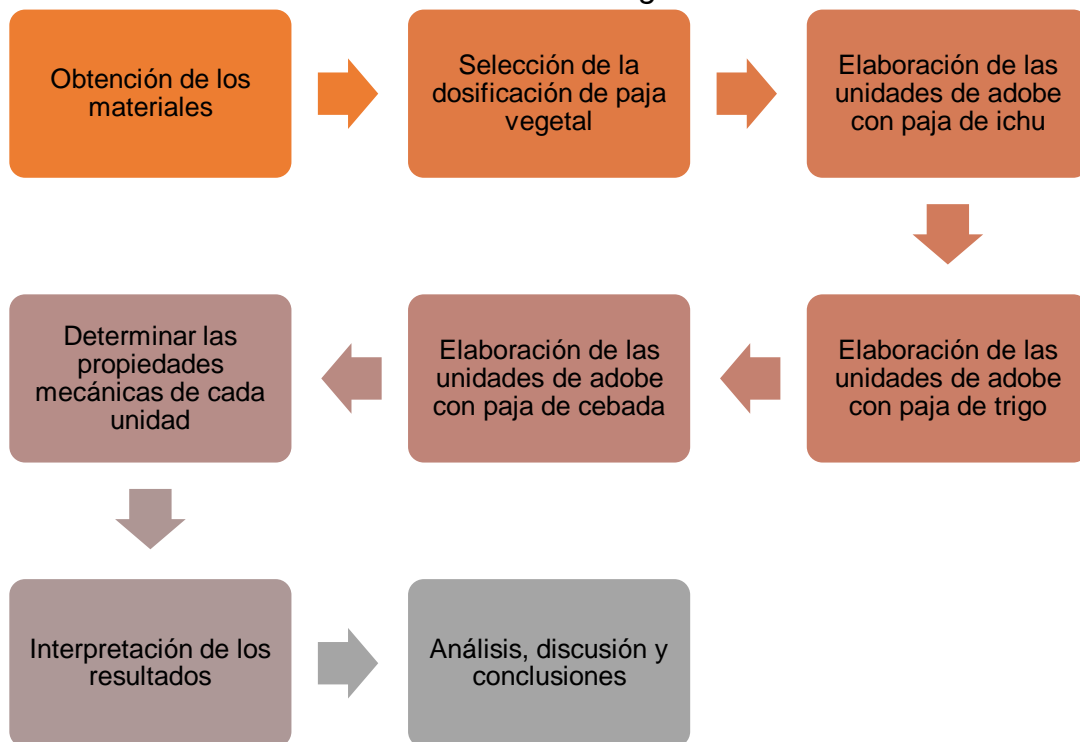 Obtención de los
materiales
Selección de la
dosificación de paja
vegetal
Elaboración de las
unidades de adobe
con paja de ichu
Elaboración de las
unidades de adobe
con paja de trigo
Elaboración de las
unidades de adobe
con paja de cebada
Determinar las
propiedades
mecánicas de cada
unidad
Interpretación de los
resultados
Análisis, discusión y
conclusiones